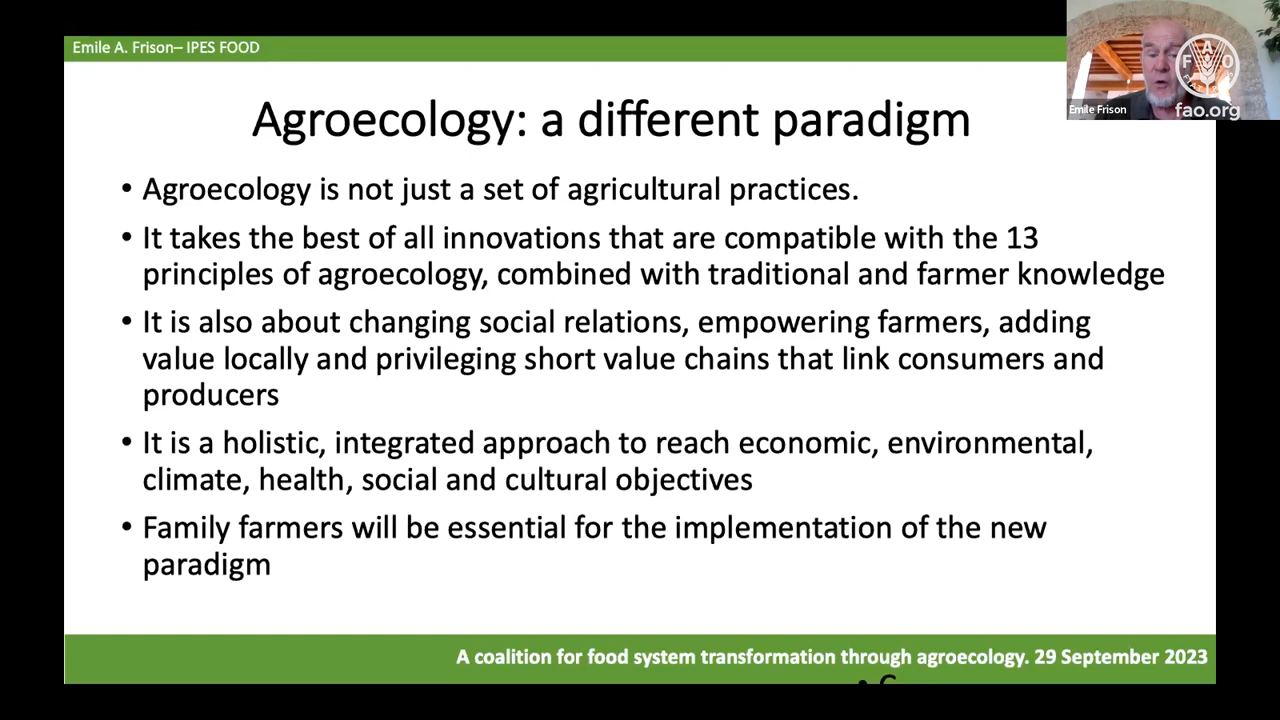 Emile A. Frison– IPES FOOD
F A O
fao.org
Emile Frison
Agroecology: a different paradigm
• Agroecology is not just a set of agricultural practices.
• It takes the best of all innovations that are compatible with the 13
principles of agroecology, combined with traditional and farmer knowledge
• It is also about changing social relations, empowering farmers, adding
value locally and privileging short value chains that link consumers and
producers
• It is a holistic, integrated approach to reach economic, environmental,
climate, health, social and cultural objectives
• Family farmers will be essential for the implementation of the new
paradigm
A coalition for food system transformation through agroecology. 29 September 2023